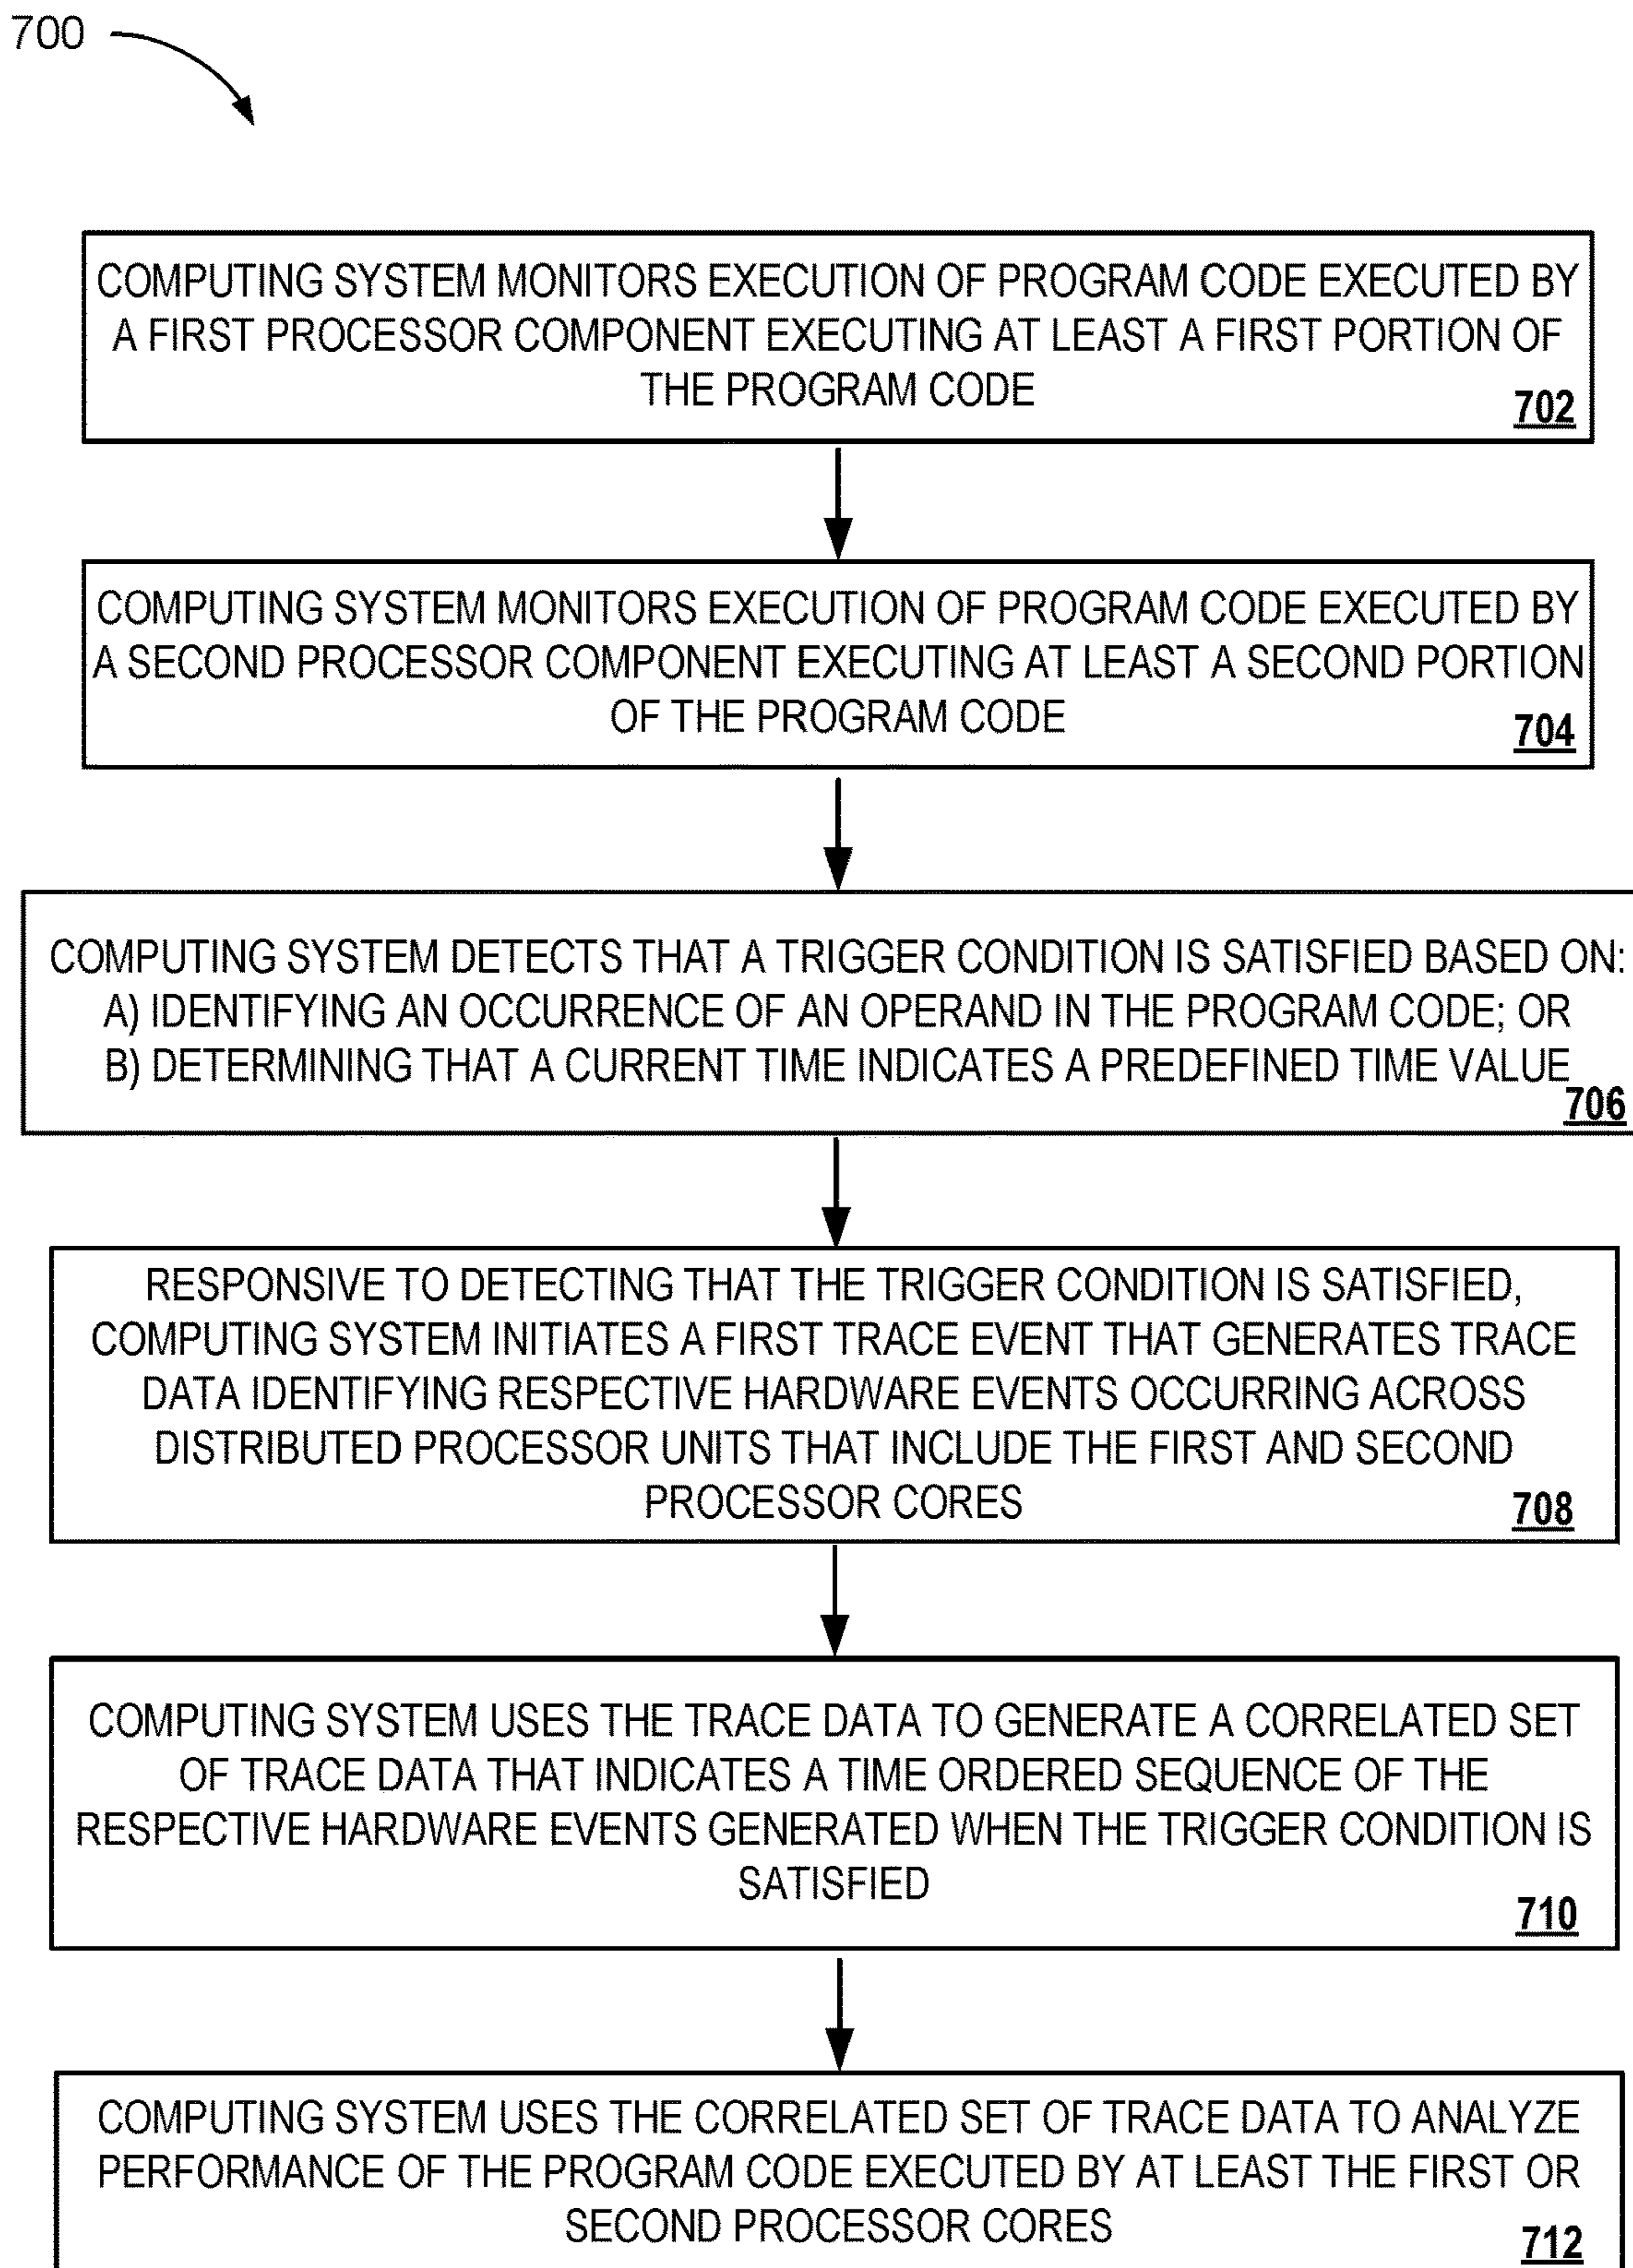 700
COMPUTING SYSTEM MONITORS EXECUTION OF PROGRAM CODE EXECUTED BY
A FIRST PROCESSOR COMPONENT EXECUTING AT LEAST A FIRST PORTION OF
THE PROGRAM CODE
702
COMPUTING SYSTEM MONITORS EXECUTION OF PROGRAM CODE EXECUTED BY
A SECOND PROCESSOR COMPONENT EXECUTING AT LEAST A SECOND PORTION
OF THE PROGRAM CODE
704
COMPUTING SYSTEM DETECTS THAT A TRIGGER CONDITION IS SATISFIED BASED ON:
A) IDENTIFYING AN OCCURRENCE OF AN OPERAND IN THE PROGRAM CODE; OR
B) DETERMINING THAT A CURRENT TIME INDICATES A PREDEFINED TIME VALUE
706
RESPONSIVE TO DETECTING THAT THE TRIGGER CONDITION IS SATISFIED,
COMPUTING SYSTEM INITIATES A FIRST TRACE EVENT THAT GENERATES TRACE
DATA IDENTIFYING RESPECTIVE HARDWARE EVENTS OCCURRING ACROSS
DISTRIBUTED PROCESSOR UNITS THAT INCLUDE THE FIRST AND SECOND
PROCESSOR CORES
708
COMPUTING SYSTEM USES THE TRACE DATA TO GENERATE A CORRELATED SET
OF TRACE DATA THAT INDICATES A TIME ORDERED SEQUENCE OF THE
RESPECTIVE HARDWARE EVENTS GENERATED WHEN THE TRIGGER CONDITION IS
SATISFIED
710
COMPUTING SYSTEM USES THE CORRELATED SET OF TRACE DATA TO ANALYZE
PERFORMANCE OF THE PROGRAM CODE EXECUTED BY AT LEAST THE FIRST OR
SECOND PROCESSOR CORES
712